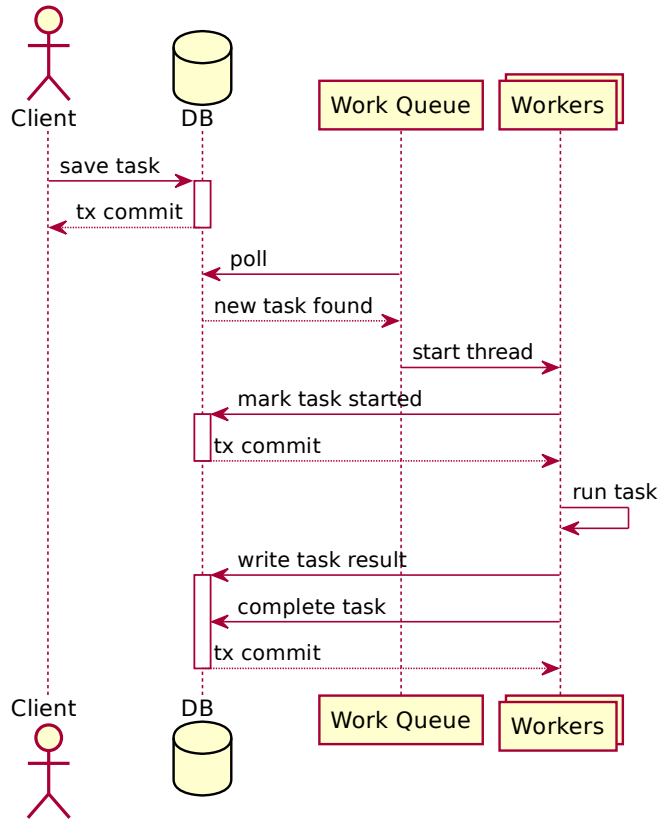 Client
DB
Work Queue
Workers
save task
tx commit
poll
new task found
start thread
mark task started
tx commit
run task
write task result
complete task
tx commit
Client
DB
Work Queue
Workers